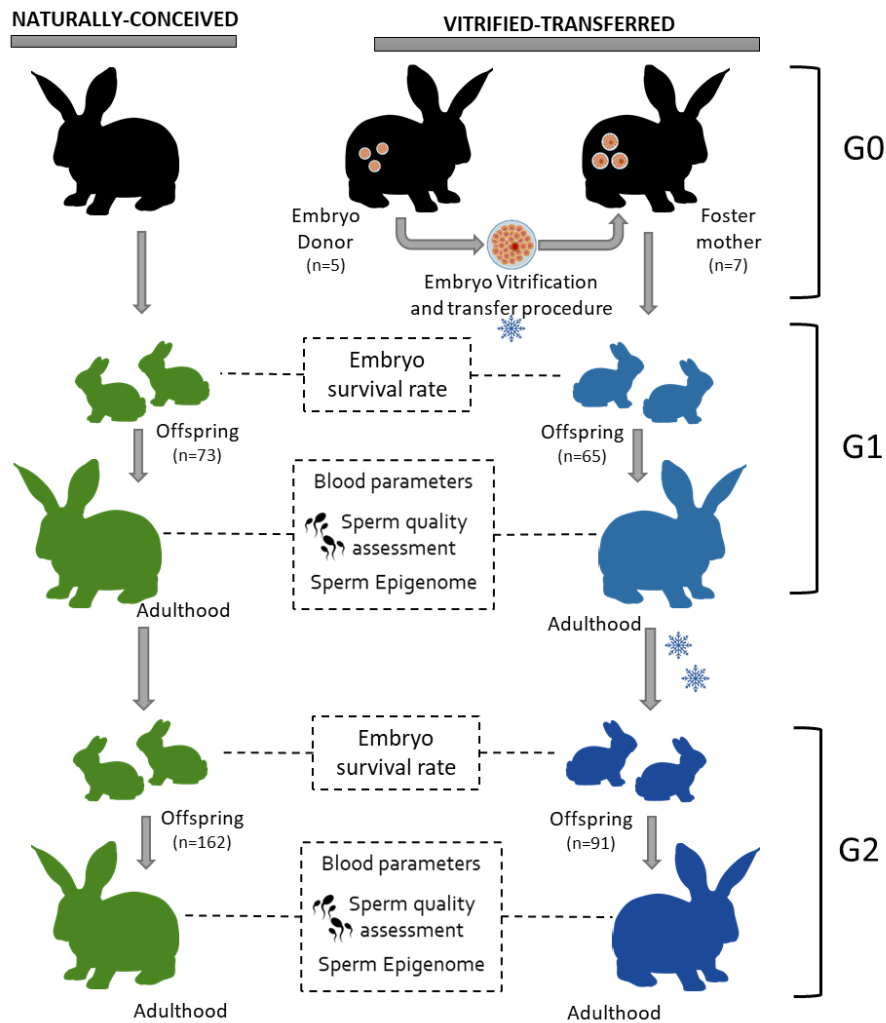 NATURALLY-CONCEIVED
VITRIFIED-TRANSFERRED
G0
Embryo
Donor
(n=5)
Foster
mother
(n=7)
Embryo Vitrification
and transfer procedure
G1
Embryo
survival rate
Offspring
(n=73)
Offspring
(n=65)
Blood parameters
Sperm quality
assessment
Sperm Epigenome
Adulthood
Adulthood
G2
Embryo
survival rate
Offspring
(n=162)
Offspring
(n=91)
Blood parameters
Sperm quality
assessment
Sperm Epigenome
Adulthood
Adulthood